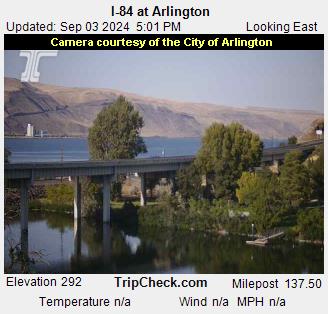 I-84 at Arlington
Updated: Sep 03 2024 5:01 PM Looking East
Camera courtesy of the City of Arlington
Elevation 292 TripCheck.com Milepost 137.50
Temperature n/a Wind n/a MPH n/a